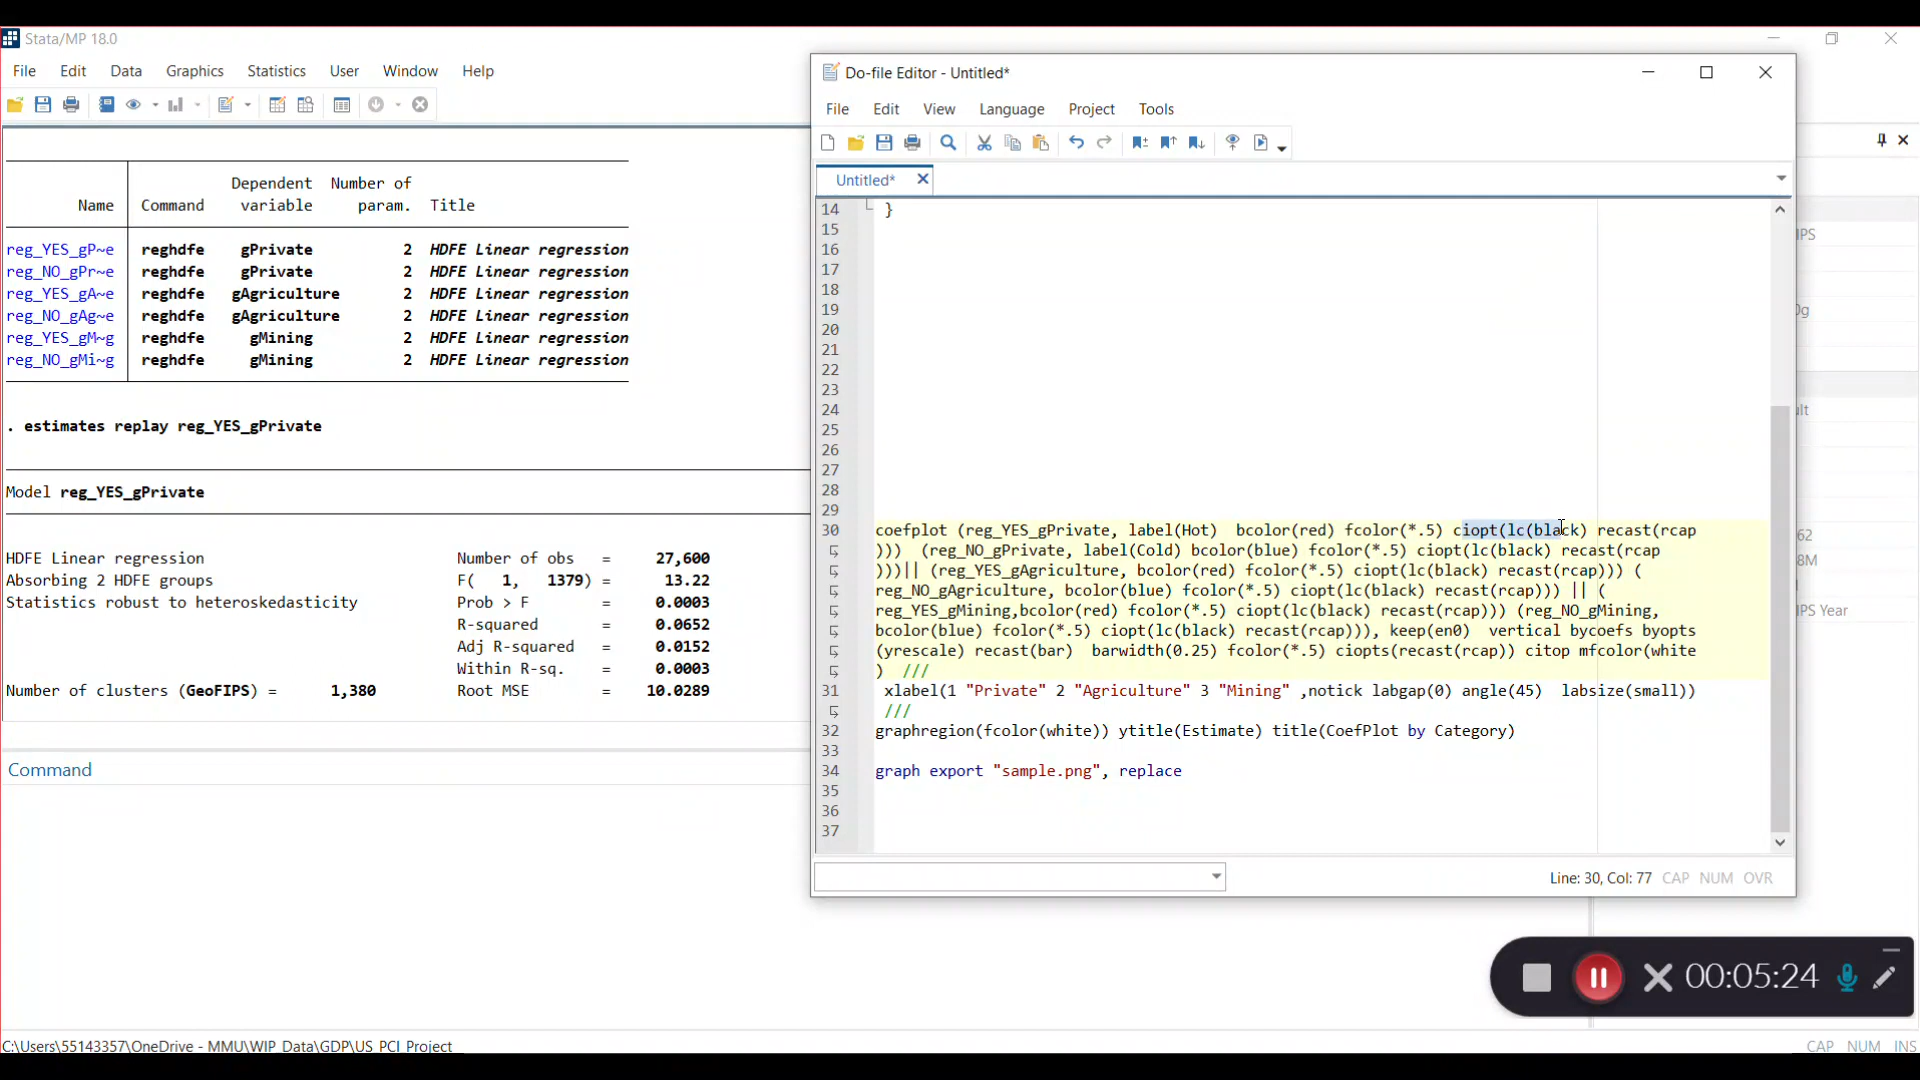 Stata/MP 18.0
File Edit Data Graphics Statistics User Window Help
Dependent Number of
Name Command variable param. Title
reg_YES_gP~e reghdfe gPrivate 2 HDFE Linear regression
reg_NO_gPr~e reghdfe gPrivate 2 HDFE Linear regression
reg_YES_gA~e reghdfe gAgriculture 2 HDFE Linear regression
reg_NO_gAg~e reghdfe gAgriculture 2 HDFE Linear regression
reg_YES_gM~g reghdfe gMining 2 HDFE Linear regression
reg_NO_gMi~g reghdfe gMining 2 HDFE Linear regression
. estimates replay reg_YES_gPrivate
Model reg_YES_gPrivate
HDFE Linear regression Number of obs = 27,600
Absorbing 2 HDFE groups F( 1, 1379) = 13.22
Statistics robust to heteroskedasticity Prob > F = 0.0003
R-squared = 0.0652
Adj R-squared = 0.0152
Within R-sq. = 0.0003
Number of clusters (GeoFIPS) = 1,380 Root MSE = 10.0289
Command
C:\Users\55143357\OneDrive - MMU\WIP_Data\GDP\US_PCI_Project
Do-file Editor - Untitled*
File Edit View Language Project Tools
Untitled*
14 }
15
16
17
18
19
20
21
22
23
24
25
26
27
28
29
30 coefplot (reg_YES_gPrivate, label(Hot) bcolor(red) fcolor(*.5) ciopt(lc(black) recast(rcap
))) (reg_NO_gPrivate, label(Cold) bcolor(blue) fcolor(*.5) ciopt(lc(black) recast(rcap
)))|| (reg_YES_gAgriculture, bcolor(red) fcolor(*.5) ciopt(lc(black) recast(rcap))) (
reg_NO_gAgriculture, bcolor(blue) fcolor(*.5) ciopt(lc(black) recast(rcap))) || (
reg_YES_gMining,bcolor(red) fcolor(*.5) ciopt(lc(black) recast(rcap))) (reg_NO_gMining,
bcolor(blue) fcolor(*.5) ciopt(lc(black) recast(rcap))), keep(en0) vertical bycoefs byopts
(yrescale) recast(bar) barwidth(0.25) fcolor(*.5) ciopts(recast(rcap)) citop mfcolor(white
) ///
31 xlabel(1 "Private" 2 "Agriculture" 3 "Mining" ,notick labgap(0) angle(45) labsize(small))
///
32 graphregion(fcolor(white)) ytitle(Estimate) title(CoefPlot by Category)
33
34 graph export "sample.png", replace
35
36
37
Line: 30, Col: 77 CAP NUM OVR
IPS
0g
ult
62
8M
IPS Year
00:05:24
CAP NUM INS